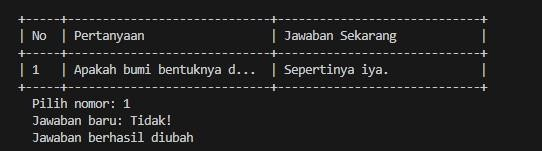 No Pertanyaan Jawaban Sekarang
1 Apakah bumi bentuknya d... Sepertinya iya.
Pilih nomor: 1
Jawaban baru: Tidak!
Jawaban berhasil diubah